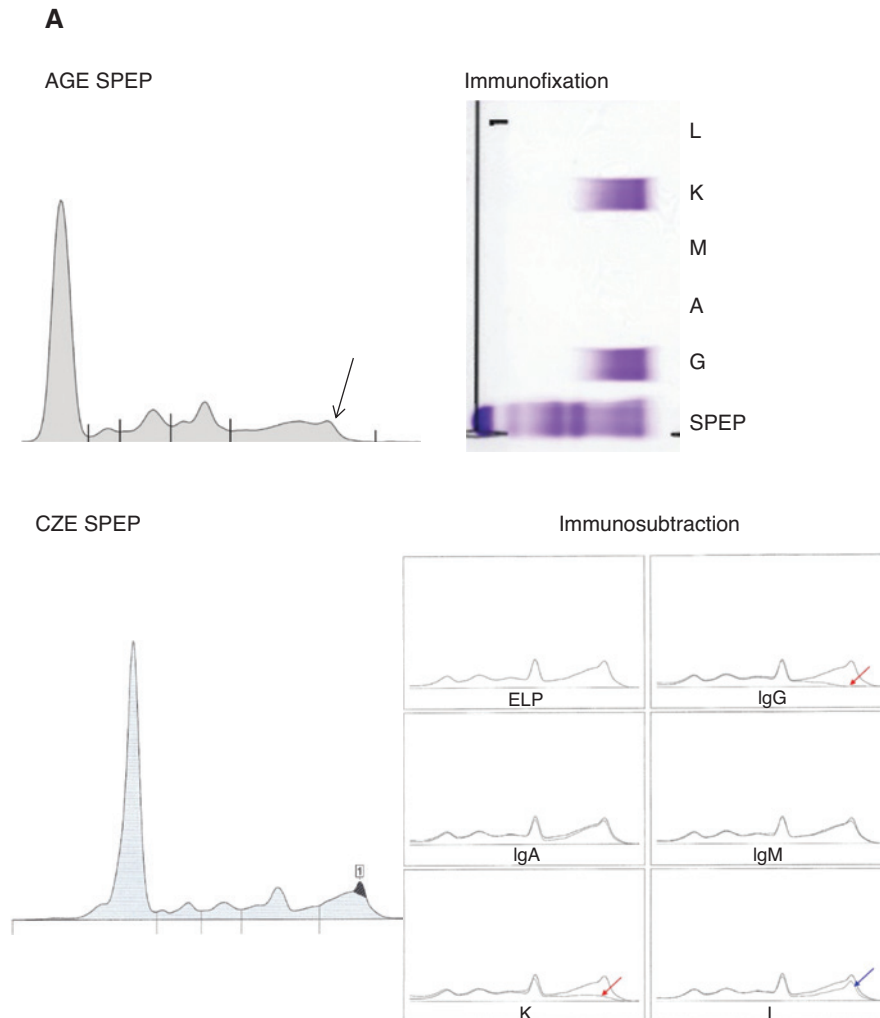 A
AGE SPEP
Immunofixation
L
K
M
A
G
SPEP
CZE SPEP
Immunosubtraction
1
ELP
IgG
IgA
IgM
K
L